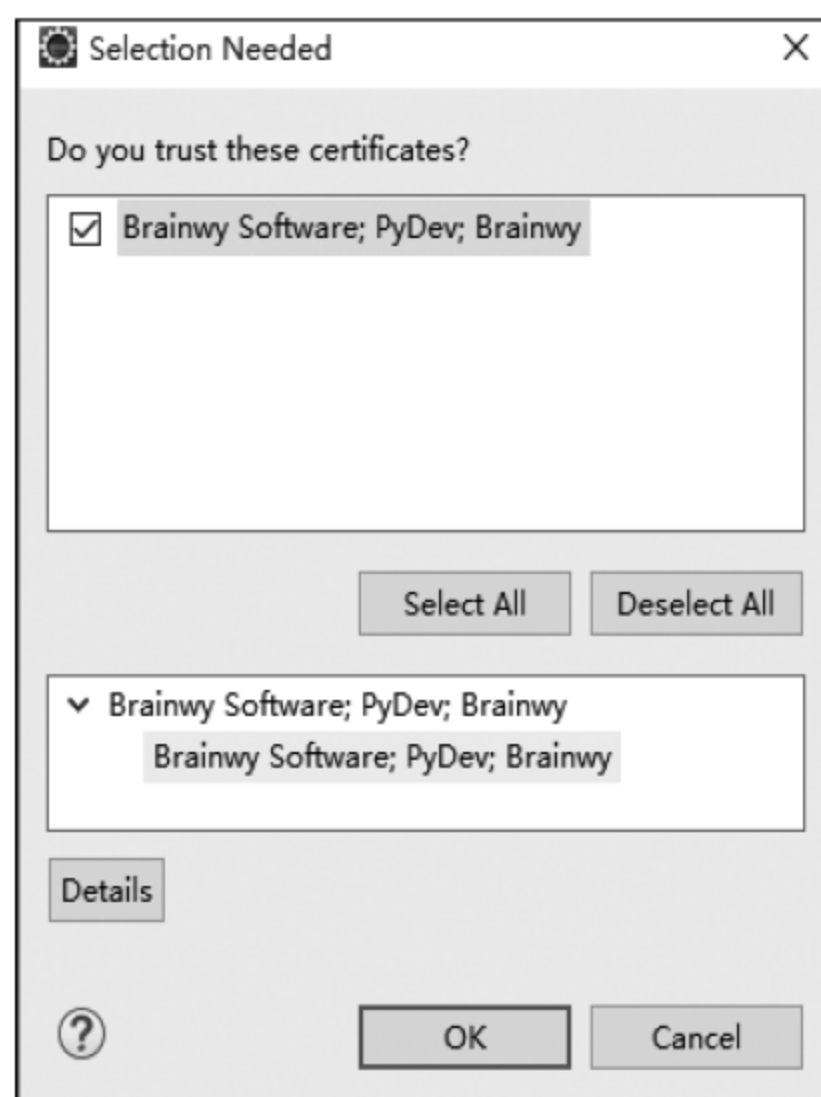 Selection Needed
Do you trust these certificates?
Brainwy Software; PyDev; Brainwy
Select All
Deselect All
Brainwy Software; PyDev; Brainwy
Brainwy Software; PyDev; Brainwy
Details
?
OK
Cancel